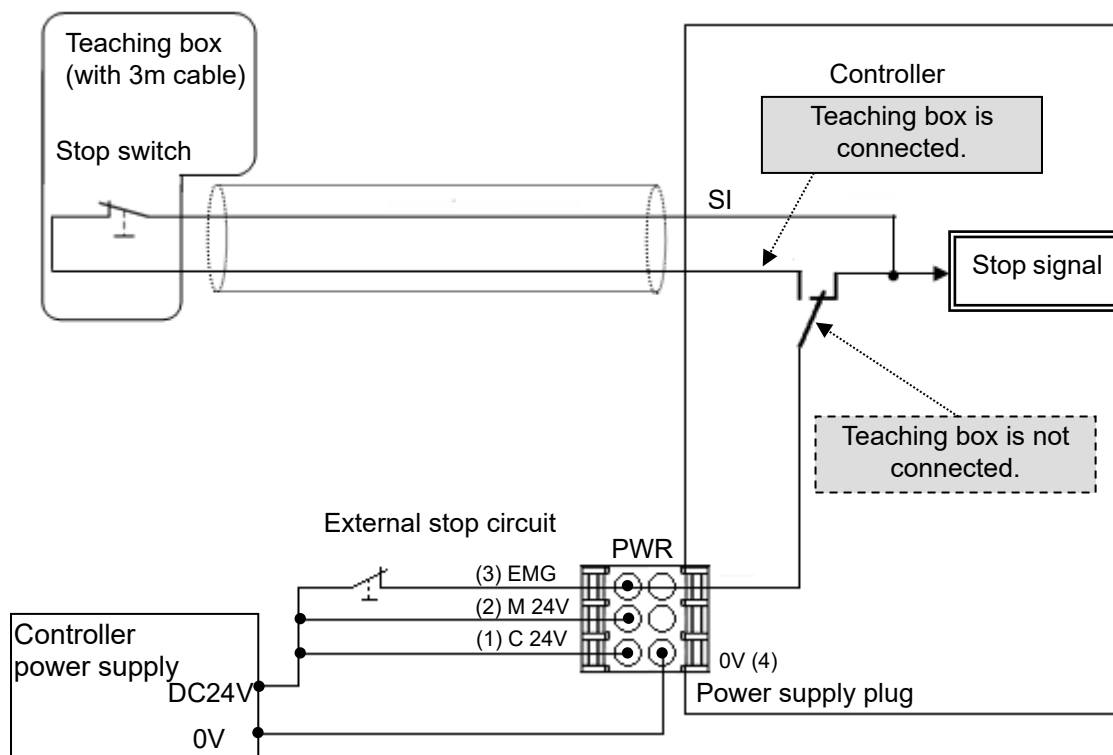 Teaching box
(with 3m cable)
Controller
Teaching box is
connected.
Stop switch
SI
Stop signal
Teaching box is not
connected.
External stop circuit
PWR
(3) EMG
(2) M 24V
(1) C 24V
0V (4)
Controller
power supply
DC24V
Power supply plug
0V